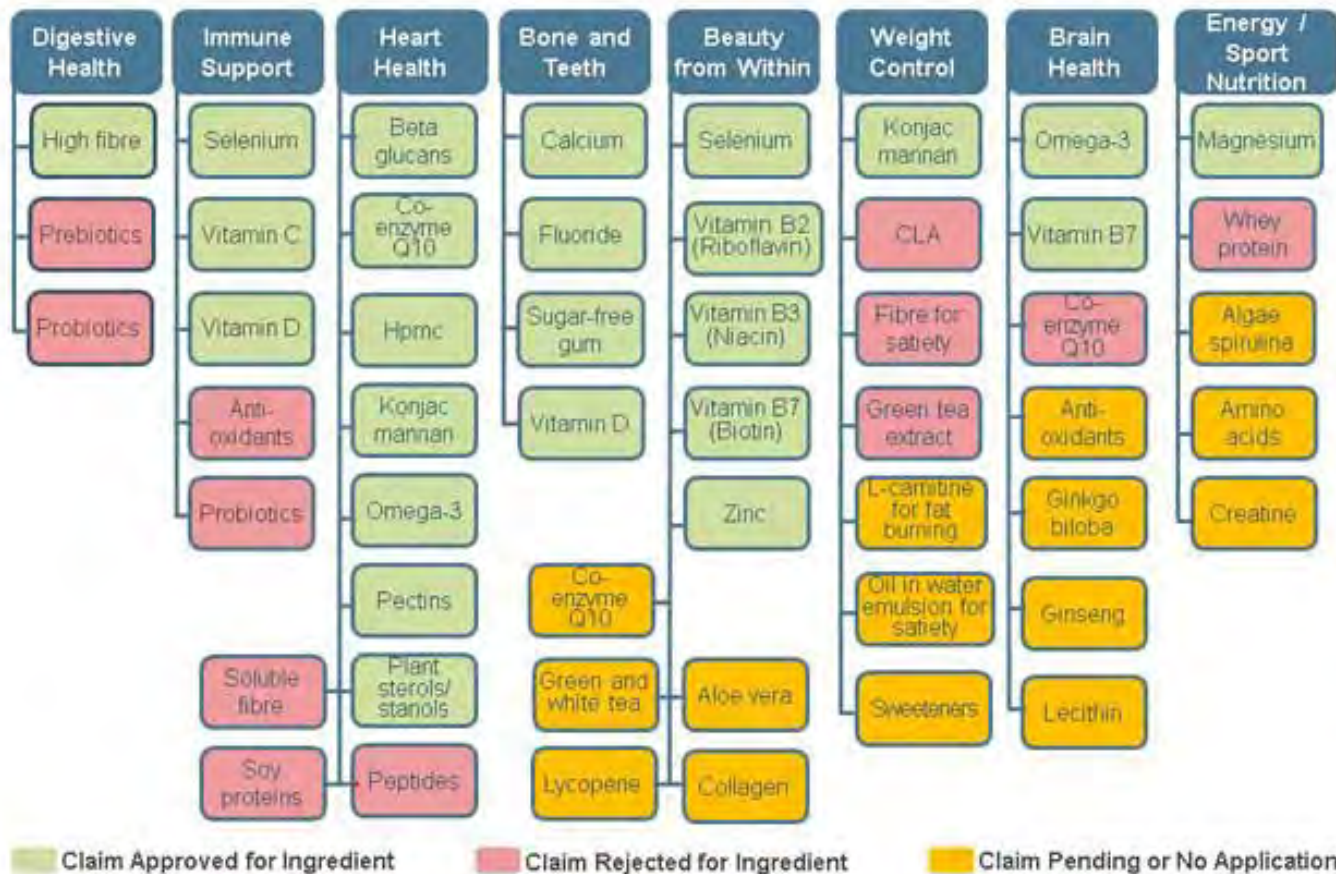 Digestive
Health
Immune
Support
Heart
Health
Bone and
Teeth
Beauty
from Within
Weight
Control
Brain
Health
Energy /
Sport
Nutrition
High fibre
Selenium
Beta
glucans
Calcium
Selenium
Konjac
mannan
Omega-3
Magnesium
Prebiotics
Vitamin C
Co-
enzyme
Q10
Fluoride
Vitamin B2
(Riboflavin)
CLA
Vitamin B7
Whey
protein
Probiotics
Vitamin D
Hpmc
Sugar-free
gum
Vitamin B3
(Niacin)
Fibre for
satiety
Co-
enzyme
Q10
Algae
spirulina
Anti-
oxidants
Konjac
mannan
Vitamin D
Vitamin B7
(Biotin)
Green tea
extract
Anti-
oxidants
Amino
acids
Probiotics
Omega-3
Zinc
L-carnitine
for fat
burning
Ginkgo
biloba
Creatine
Pectins
Co-
enzyme
Q10
Oil in water
emulsion for
satiety
Ginseng
Soluble
fibre
Plant
sterols/
stanols
Green and
white tea
Aloe vera
Sweeteners
Lecithin
Soy
proteins
Peptides
Lycopene
Collagen
Claim Approved for Ingredient
Claim Rejected for Ingredient
Claim Pending or No Application